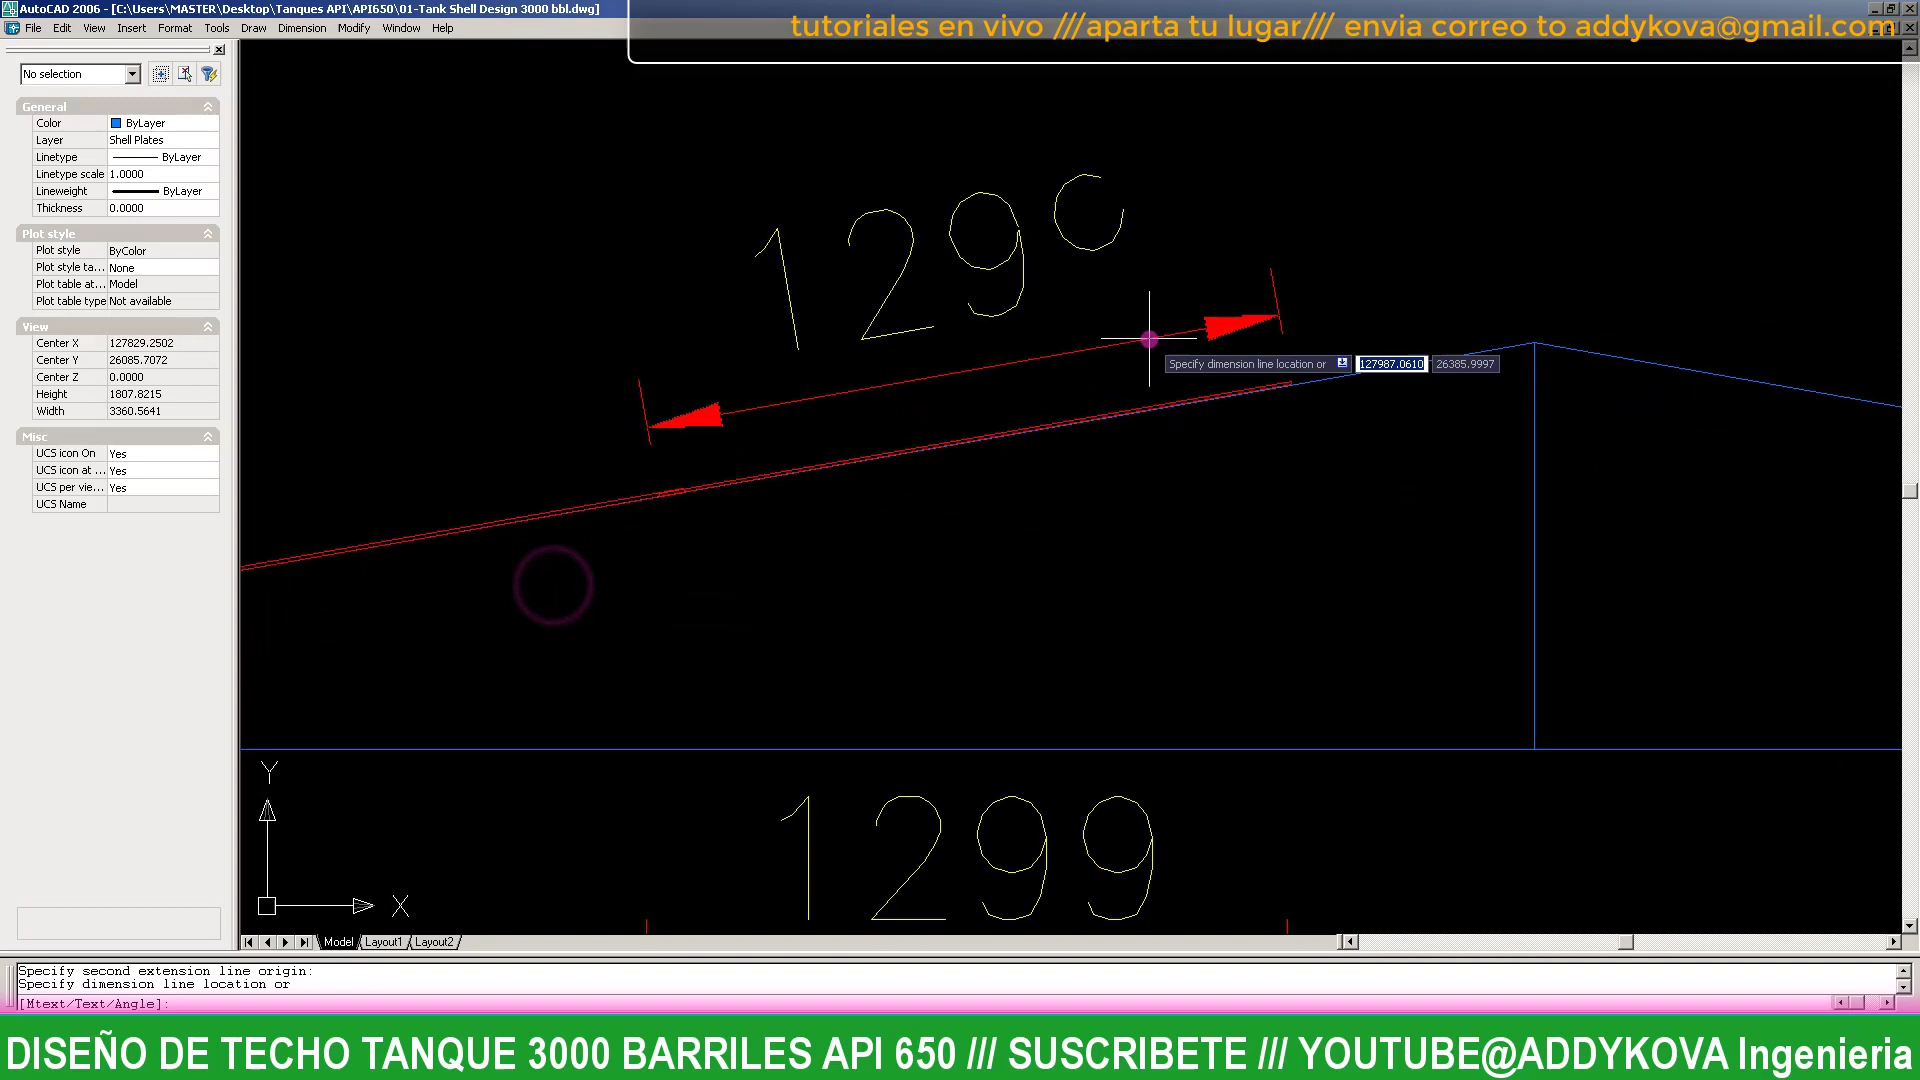 AutoCAD 2006 - [C:\Users\MASTER\Desktop\Tanques API\API650\01-Tank Shell Design 3000 bbl.dwg]
tutoriales en vivo ///aparta tu lugar/// envia correo to addykova@gmail.com
File Edit View Insert Format Tools Draw Dimension Modify Window Help
No selection
General
Color ByLayer
Layer Shell Plates
Linetype ByLayer
Linetype scale 1.0000
Lineweight ByLayer
Thickness 0.0000
Plot style
Plot style ByColor
Plot style ta... None
Plot table at... Model
Plot table type Not available
View
Center X 127829.2502
Center Y 26085.7072
Center Z 0.0000
Height 1807.8215
Width 3360.5641
Misc
UCS icon On Yes
UCS icon at ... Yes
UCS per vie... Yes
UCS Name
Specify dimension line location or 127987.0610 26385.9997
1299
Y
X
Model Layout1 Layout2
Specify second extension line origin:
Specify dimension line location or
[Mtext/Text/Angle]:
DISEÑO DE TECHO TANQUE 3000 BARRILES API 650 /// SUSCRIBETE /// YOUTUBE@ADDYKOVA Ingenieria